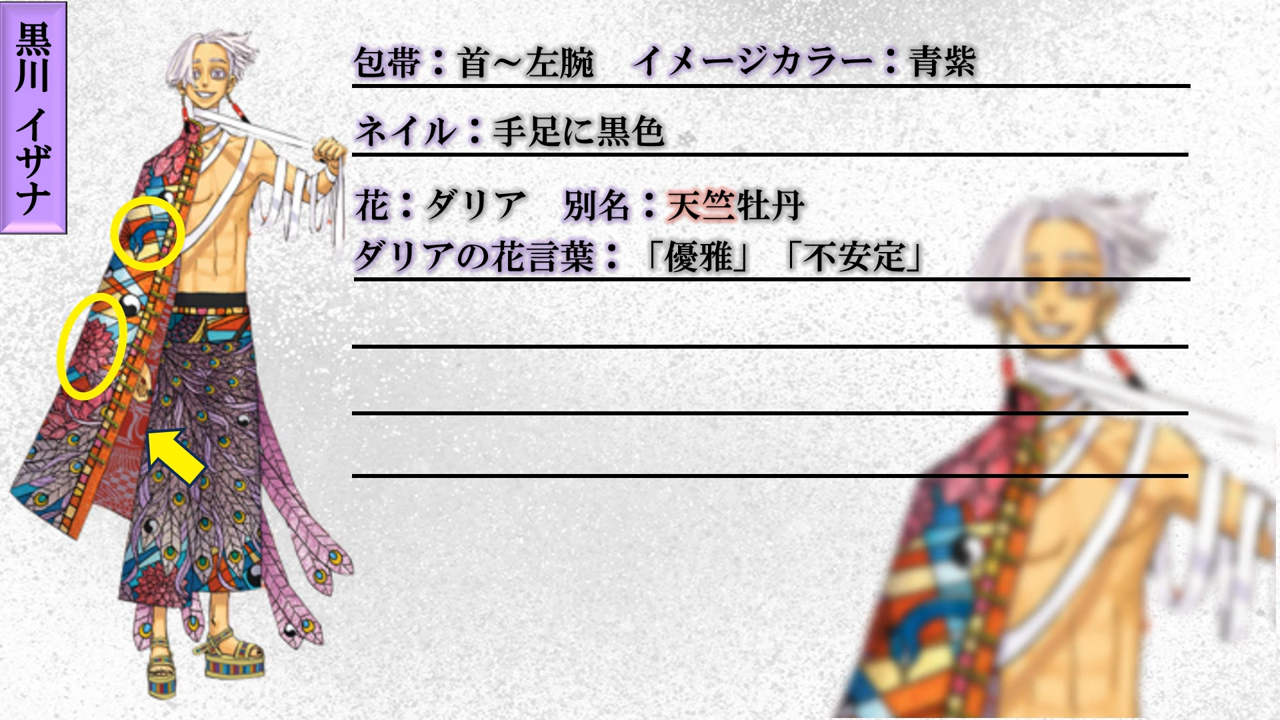 黒川 イザナ
包帯：首～左腕　イメージカラー：青紫
ネイル：手足に黒色
花：ダリア　別名：天竺牡丹
ダリアの花言葉：「優雅」「不安定」